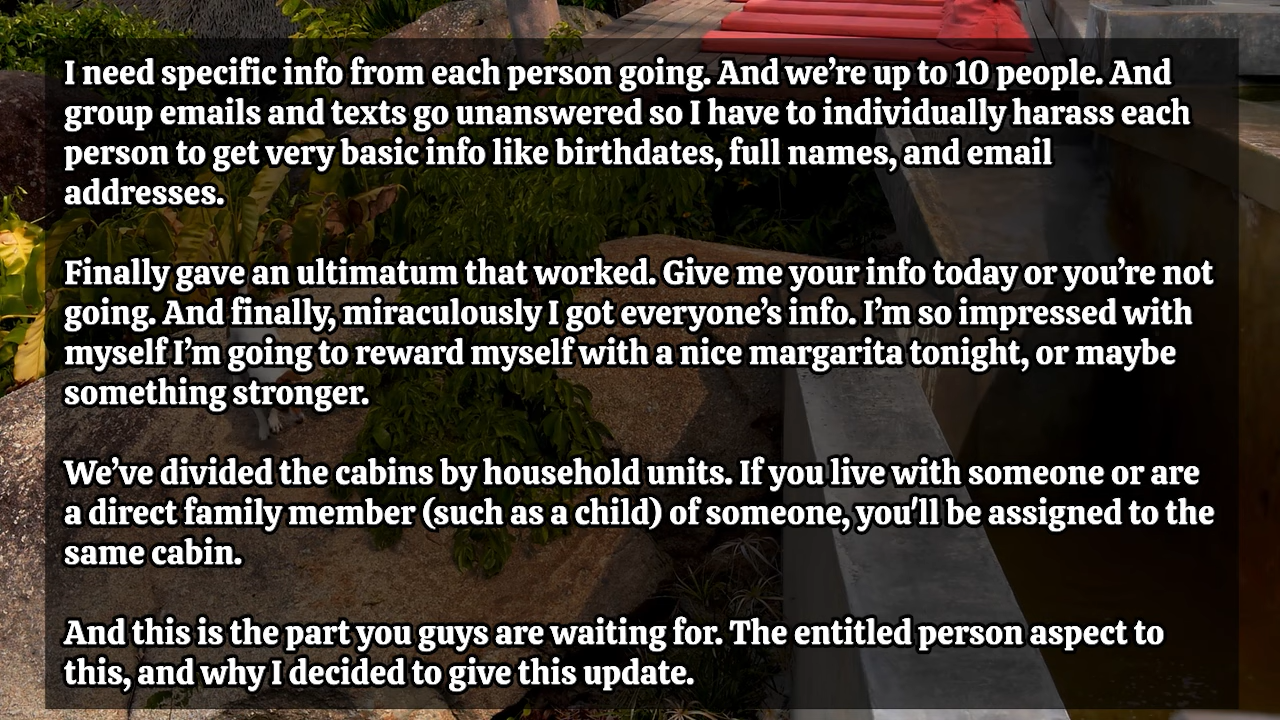 I need specific info from each person going. And we’re up to 10 people. And
group emails and texts go unanswered so I have to individually harass each
person to get very basic info like birthdates, full names, and email
addresses.
Finally gave an ultimatum that worked. Give me your info today or you’re not
going. And finally, miraculously I got everyone’s info. I’m so impressed with
myself I’m going to reward myself with a nice margarita tonight, or maybe
something stronger.
We’ve divided the cabins by household units. If you live with someone or are
a direct family member (such as a child) of someone, you'll be assigned to the
same cabin.
And this is the part you guys are waiting for. The entitled person aspect to
this, and why I decided to give this update.